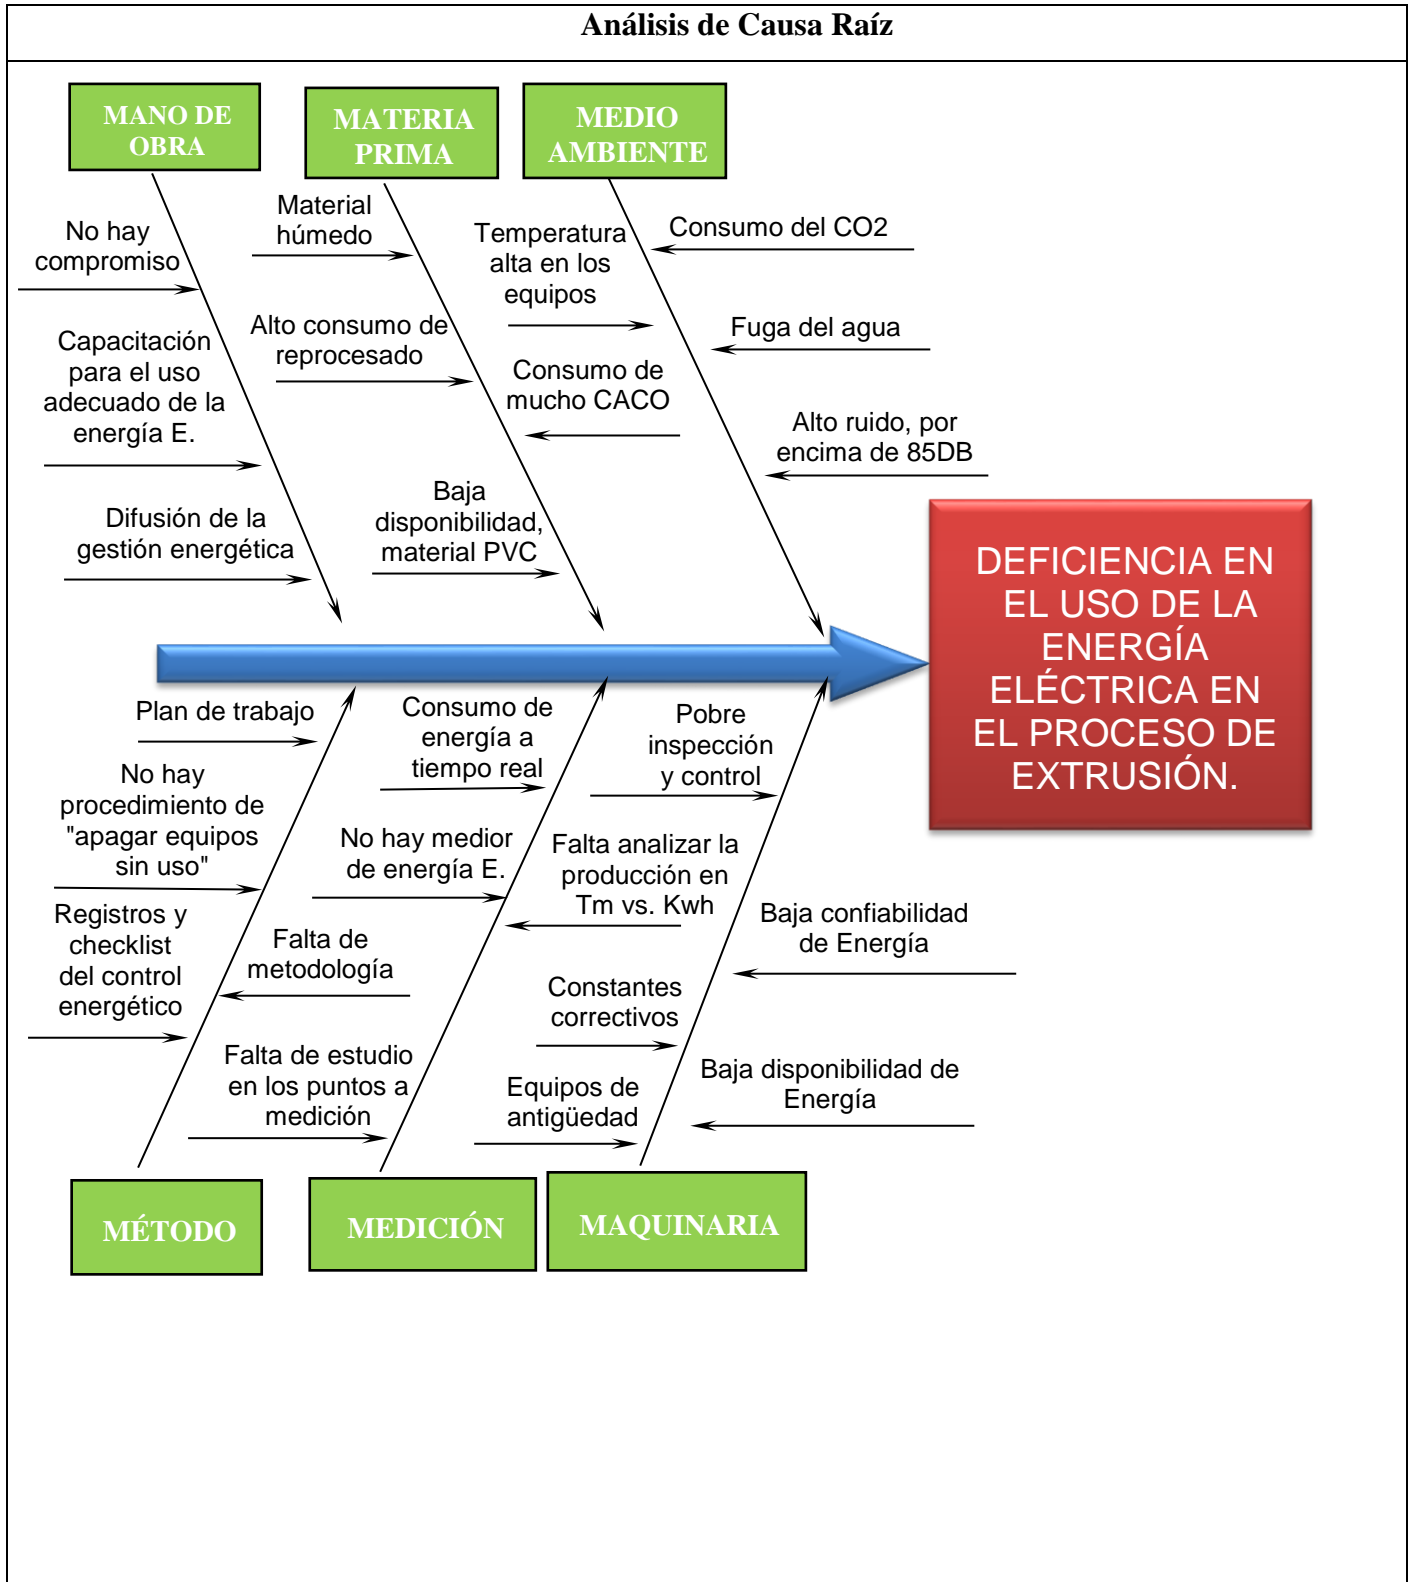 Análisis de Causa Raíz
MANO DE
OBRA
MATERIA
PRIMA
MEDIO
AMBIENTE
No hay
compromiso
Capacitación
para el uso
adecuado de la
energía E.
Difusión de la
gestión energética
Material
húmedo
Alto consumo de
reprocesado
Consumo de
mucho CACO
Baja
disponibilidad,
material PVC
Temperatura
alta en los
equipos
Consumo del CO2
Fuga del agua
Alto ruido, por
encima de 85DB
DEFICIENCIA EN
EL USO DE LA
ENERGÍA
ELÉCTRICA EN
EL PROCESO DE
EXTRUSIÓN.
Plan de trabajo
No hay
procedimiento de
"apagar equipos
sin uso"
Registros y
checklist
del control
energético
Falta de
metodología
Consumo de
energía a
tiempo real
No hay medior
de energía E.
Falta analizar la
producción en
Tm vs. Kwh
Falta de estudio
en los puntos a
medición
Pobre
inspección
y control
Baja confiabilidad
de Energía
Constantes
correctivos
Equipos de
antigüedad
Baja disponibilidad de
Energía
MÉTODO
MEDICIÓN
MAQUINARIA